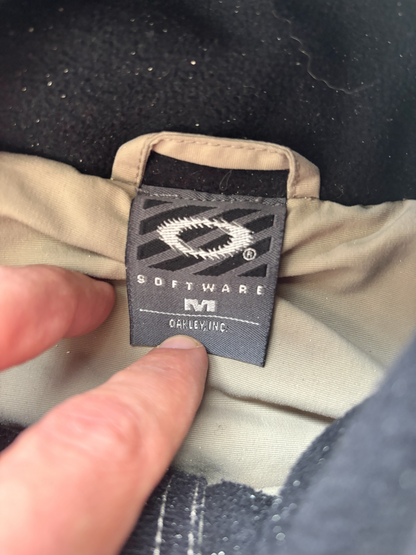 ®
SOFTWARE
M
OAKLEY, INC.